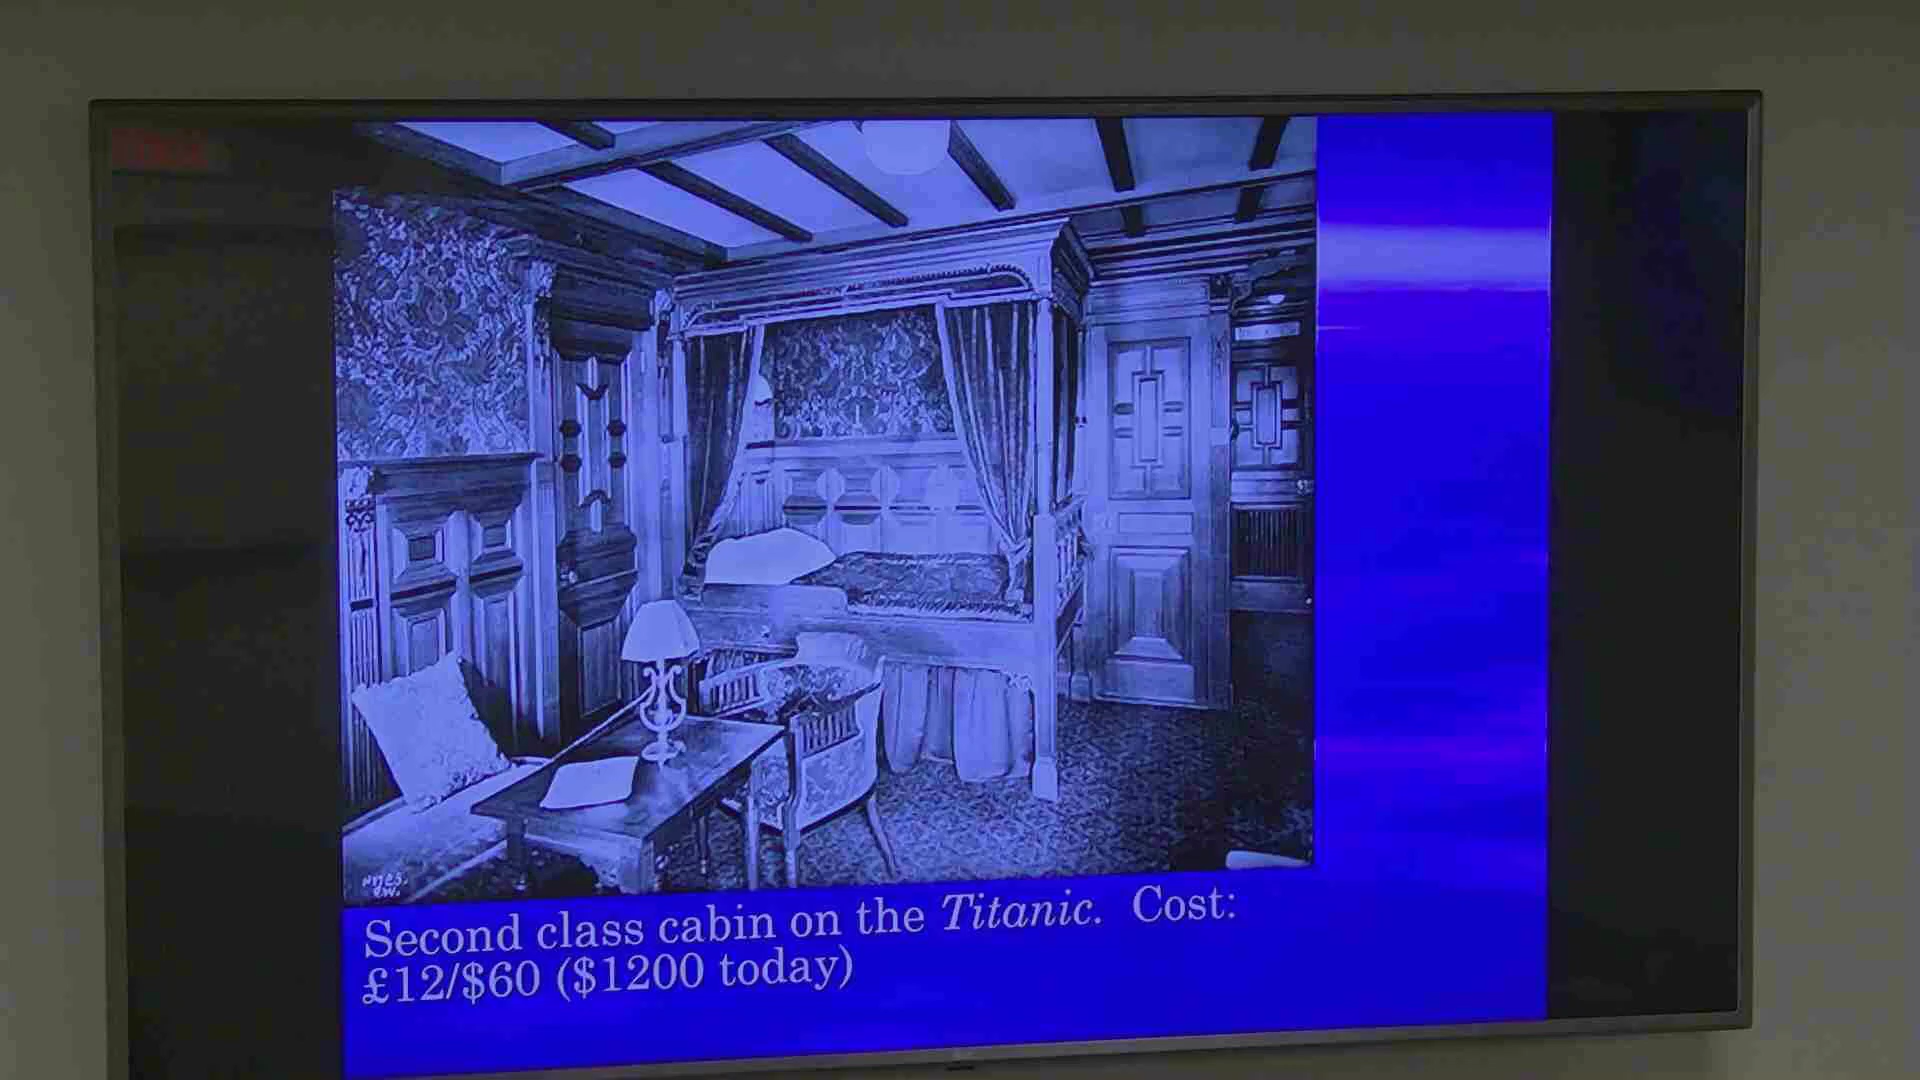 Second class cabin on the Titanic. Cost:
£12/$60 ($1200 today)